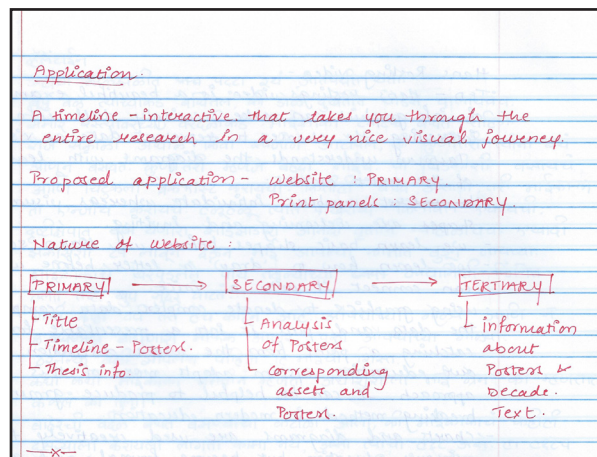 Application.
A timeline - interactive. that takes you through the
entire research in a very nice visual journey.
Proposed application - website : PRIMARY.
Print panels : SECONDARY
Nature of website :
PRIMARY → SECONDARY → TERTIARY
Title
Timeline - Posters.
Thesis info.
Analysis
of Posters
corresponding
assets and
Posters.
information
about
Posters &
Decade.
Text.